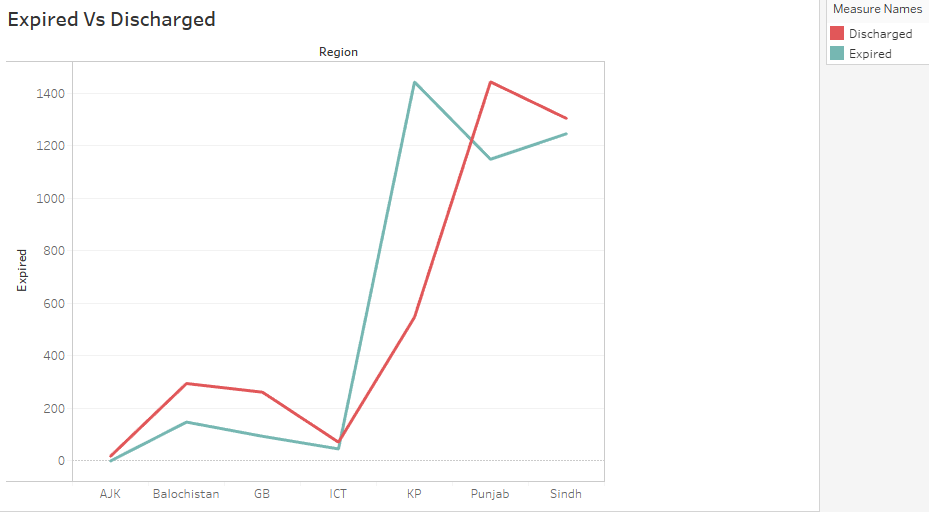 Expired Vs Discharged
Measure Names
Discharged
Expired
Region
1400
1200
1000
800
600
400
200
0
Expired
AJK Balochistan GB ICT KP Punjab Sindh